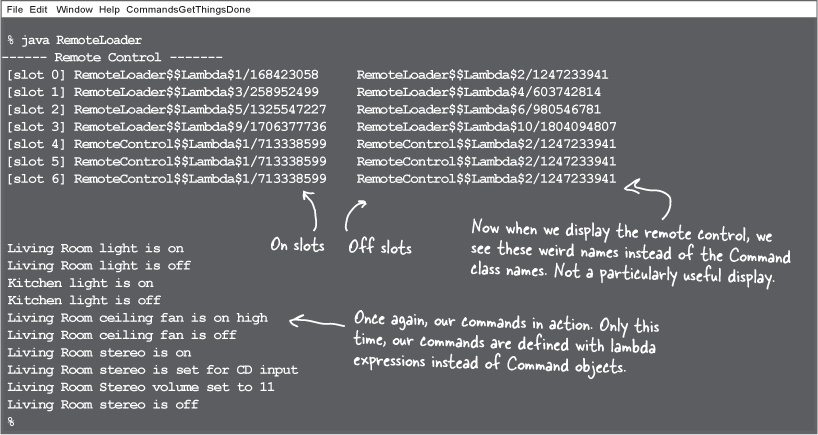 File Edit Window Help CommandsGetThingsDone
% java RemoteLoader
------ Remote Control -------
[slot 0] RemoteLoader$$Lambda$1/168423058 RemoteLoader$$Lambda$2/1247233941
[slot 1] RemoteLoader$$Lambda$3/258952499 RemoteLoader$$Lambda$4/603742814
[slot 2] RemoteLoader$$Lambda$5/1325547227 RemoteLoader$$Lambda$6/980546781
[slot 3] RemoteLoader$$Lambda$9/1706377736 RemoteLoader$$Lambda$10/1804094807
[slot 4] RemoteControl$$Lambda$1/713338599 RemoteControl$$Lambda$2/1247233941
[slot 5] RemoteControl$$Lambda$1/713338599 RemoteControl$$Lambda$2/1247233941
[slot 6] RemoteControl$$Lambda$1/713338599 RemoteControl$$Lambda$2/1247233941
On slots
Off slots
Now when we display the remote control, we
see these weird names instead of the Command
class names. Not a particularly useful display.
Living Room light is on
Living Room light is off
Kitchen light is on
Kitchen light is off
Living Room ceiling fan is on high
Living Room ceiling fan is off
Living Room stereo is on
Living Room stereo is set for CD input
Living Room Stereo volume set to 11
Living Room stereo is off
%
Once again, our commands in action. Only this
time, our commands are defined with lambda
expressions instead of Command objects.